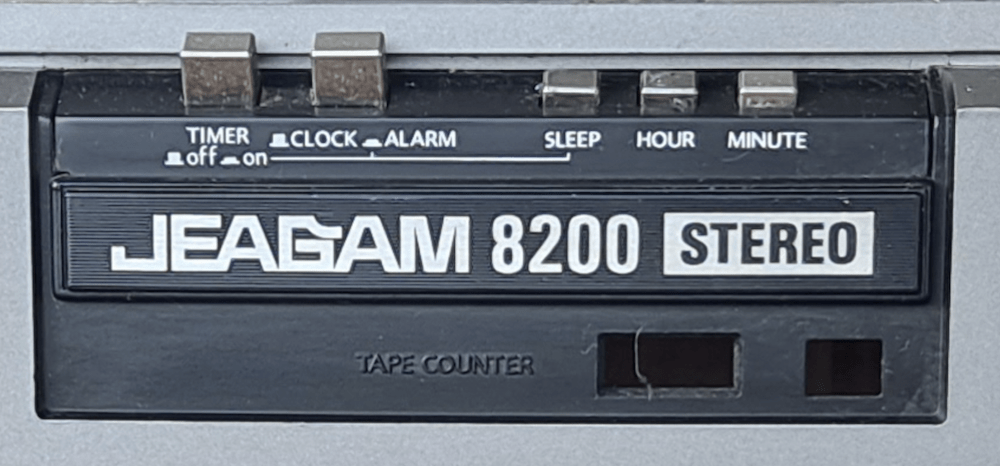 TIMER CLOCK ALARM SLEEP HOUR MINUTE
off on
JEAGAM 8200 STEREO
TAPE COUNTER